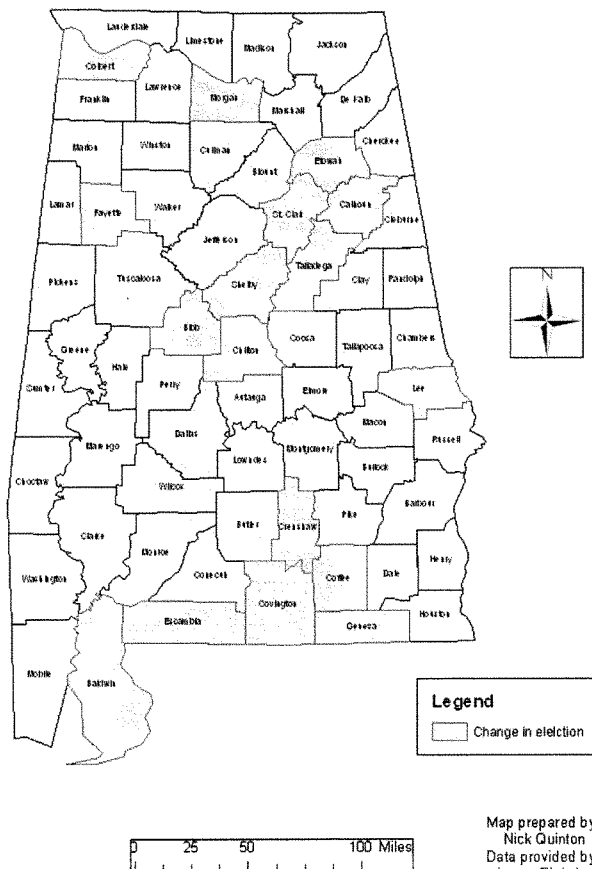 Lauderdale
Limestone
Madison
Jackson
Colbert
Lawrence
Franklin
Morgan
Marshall
De Kalb
Cherokee
Marion
Winston
Cullman
Blount
Etowah
Lamar
Fayette
Walker
St. Clair
Calhoun
Cleburne
Jefferson
Talladega
Pickens
Tuscaloosa
Shelby
Clay
Randolph
Bibb
Chilton
Coosa
Tallapoosa
Chambers
Greene
Hale
Perry
Autauga
Elmore
Lee
Sumter
Macon
Russell
Marengo
Dallas
Lowndes
Montgomery
Bullock
Choctaw
Wilcox
Barbour
Clarke
Butler
Crenshaw
Pike
Monroe
Conecuh
Henry
Washington
Coffee
Dale
Covington
Escambia
Geneva
Houston
Mobile
Baldwin
N
Legend
Change in elelction
0 25 50 100 Miles
Map prepared by
Nick Quinton
Data provided by